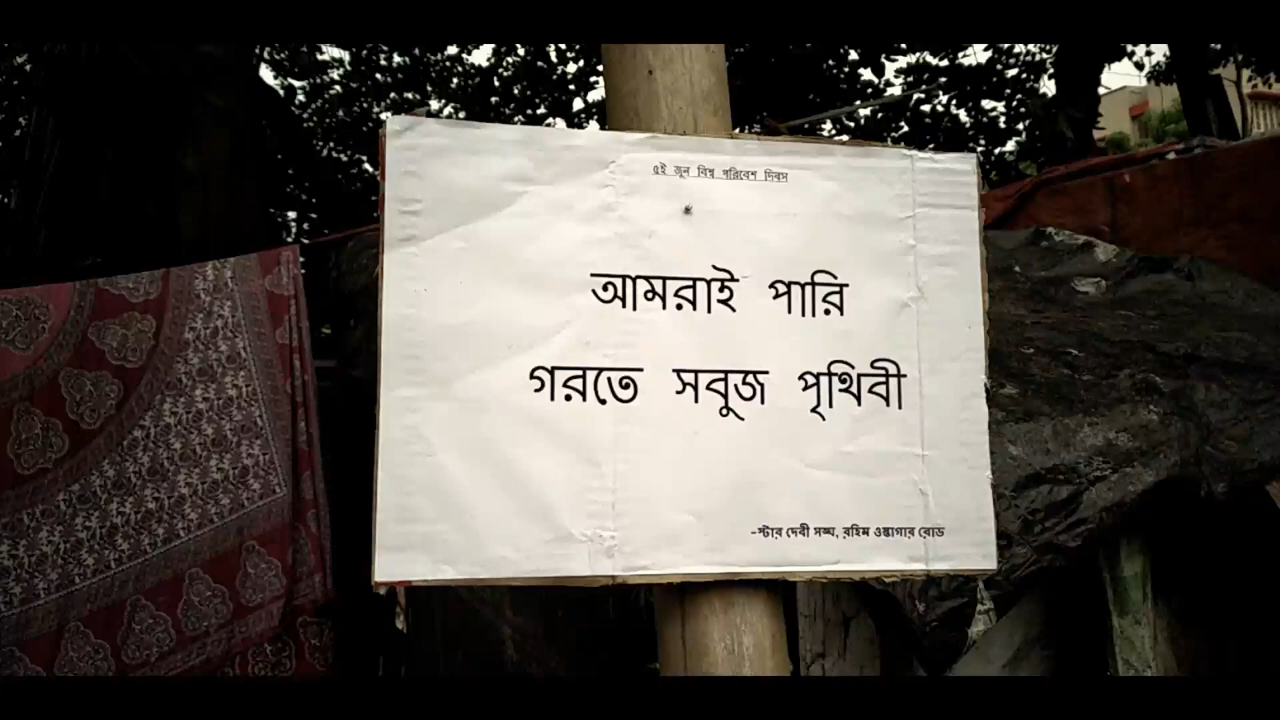 ৫ই জুন বিশ্ব পরিবেশ দিবস
আমরাই পারি
গরতে সবুজ পৃথিবী
-স্টার দেবী সঙ্ঘ, রহিম ওস্তাগার রোড